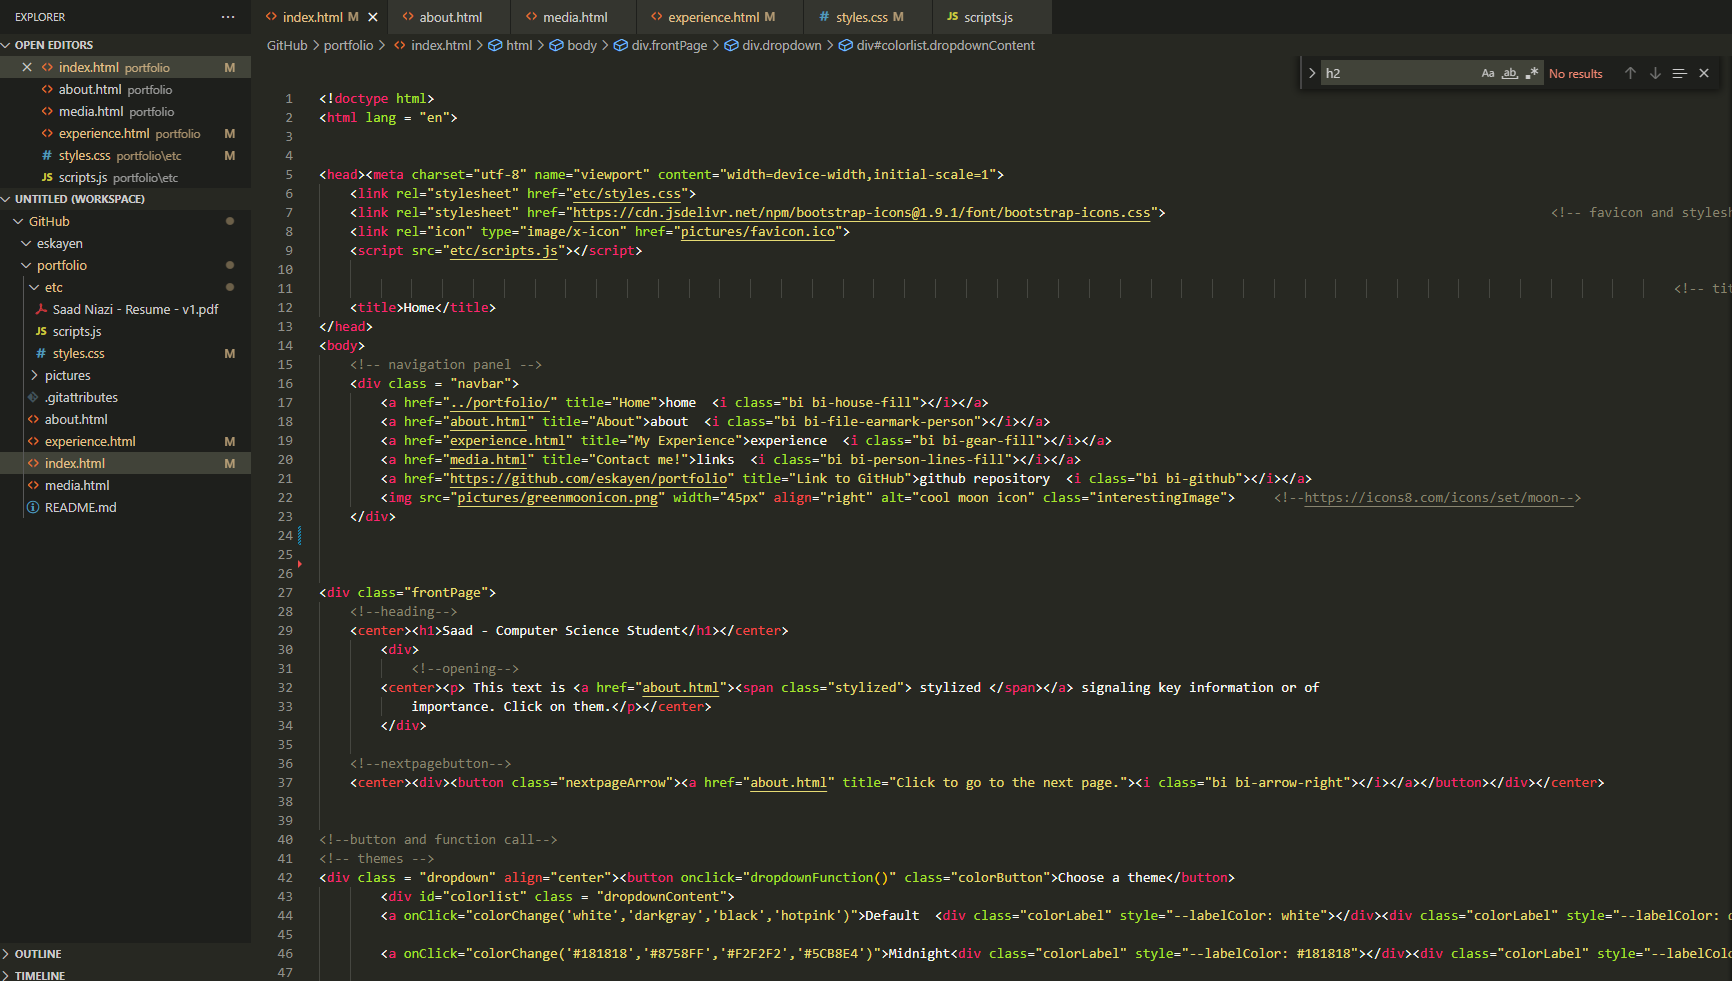 EXPLORER ···
index.html M
about.html
media.html
experience.html M
# styles.css M
JS scripts.js
OPEN EDITORS
index.html portfolio M
about.html portfolio
media.html portfolio
experience.html portfolio M
# styles.css portfolio\etc M
JS scripts.js portfolio\etc
UNTITLED (WORKSPACE)
GitHub
eskayen
portfolio
etc
Saad Niazi - Resume - v1.pdf
JS scripts.js
# styles.css M
pictures
.gitattributes
about.html
experience.html M
index.html M
media.html
README.md
OUTLINE
TIMELINE
GitHub > portfolio > index.html > html > body > div.frontPage > div.dropdown > div#colorlist.dropdownContent
h2 Aa ab .* No results
1 <!doctype html>
2 <html lang = "en">
3
4
5 <head><meta charset="utf-8" name="viewport" content="width=device-width,initial-scale=1">
6 <link rel="stylesheet" href="etc/styles.css">
7 <link rel="stylesheet" href="https://cdn.jsdelivr.net/npm/bootstrap-icons@1.9.1/font/bootstrap-icons.css"> <!-- favicon and stylesh
8 <link rel="icon" type="image/x-icon" href="pictures/favicon.ico">
9 <script src="etc/scripts.js"></script>
10
11 <!-- tit
12 <title>Home</title>
13 </head>
14 <body>
15 <!-- navigation panel -->
16 <div class = "navbar">
17 <a href="../portfolio/" title="Home">home <i class="bi bi-house-fill"></i></a>
18 <a href="about.html" title="About">about <i class="bi bi-file-earmark-person"></i></a>
19 <a href="experience.html" title="My Experience">experience <i class="bi bi-gear-fill"></i></a>
20 <a href="media.html" title="Contact me!">links <i class="bi bi-person-lines-fill"></i></a>
21 <a href="https://github.com/eskayen/portfolio" title="Link to GitHub">github repository <i class="bi bi-github"></i></a>
22 <img src="pictures/greenmoonicon.png" width="45px" align="right" alt="cool moon icon" class="interestingImage"> <!--https://icons8.com/icons/set/moon-->
23 </div>
24
25
26
27 <div class="frontPage">
28 <!--heading-->
29 <center><h1>Saad - Computer Science Student</h1></center>
30 <div>
31 <!--opening-->
32 <center><p> This text is <a href="about.html"><span class="stylized"> stylized </span></a> signaling key information or of
33 importance. Click on them.</p></center>
34 </div>
35
36 <!--nextpagebutton-->
37 <center><div><button class="nextpageArrow"><a href="about.html" title="Click to go to the next page."><i class="bi bi-arrow-right"></i></a></button></div></center>
38
39
40 <!--button and function call-->
41 <!-- themes -->
42 <div class = "dropdown" align="center"><button onclick="dropdownFunction()" class="colorButton">Choose a theme</button>
43 <div id="colorlist" class = "dropdownContent">
44 <a onClick="colorChange('white','darkgray','black','hotpink')">Default <div class="colorLabel" style="--labelColor: white"></div><div class="colorLabel" style="--labelColor:
45
46 <a onClick="colorChange('#181818','#8758FF','#F2F2F2','#5CB8E4')">Midnight<div class="colorLabel" style="--labelColor: #181818"></div><div class="colorLabel" style="--labelColo
47